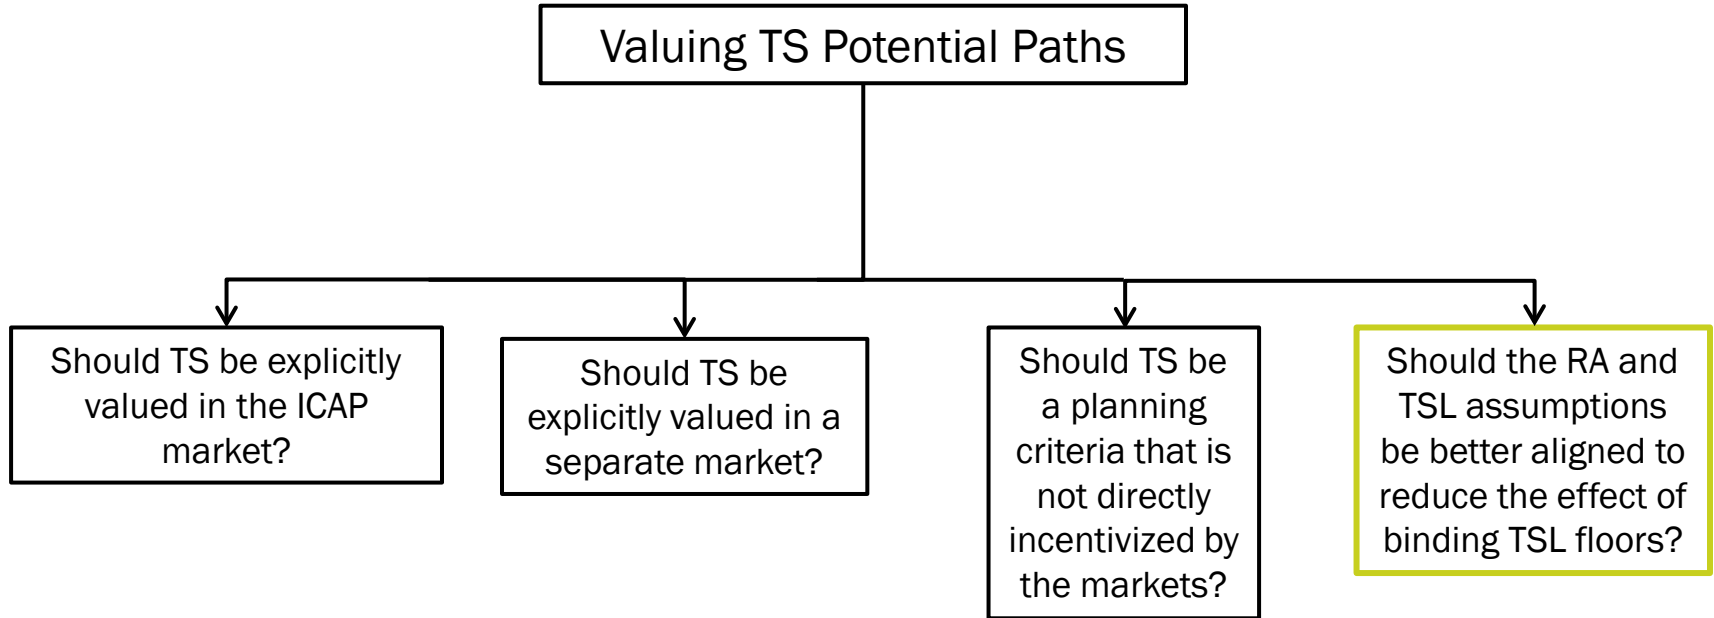 Valuing TS Potential Paths
Should TS be explicitly
valued in the ICAP
market?
Should TS be
explicitly valued in a
separate market?
Should TS be
a planning
criteria that is
not directly
incentivized by
the markets?
Should the RA and
TSL assumptions
be better aligned to
reduce the effect of
binding TSL floors?